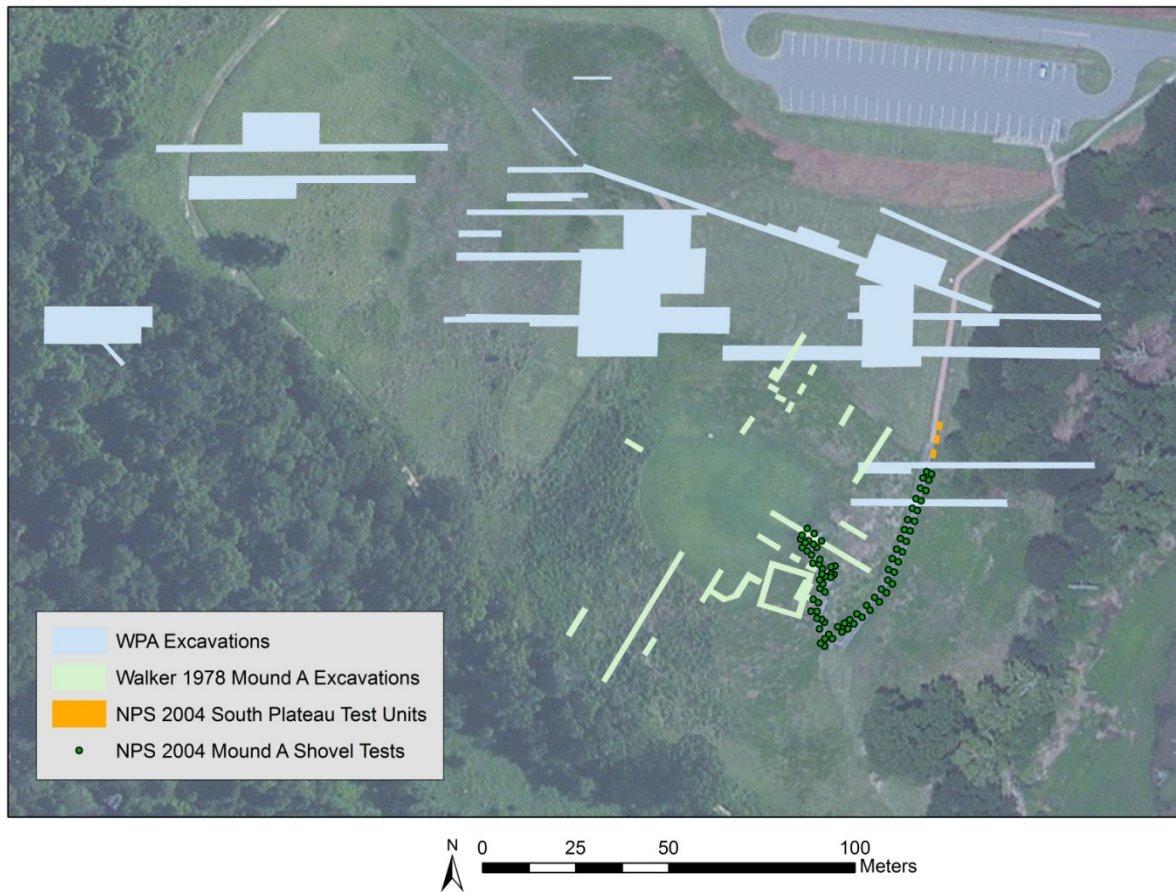 WPA Excavations
Walker 1978 Mound A Excavations
NPS 2004 South Plateau Test Units
NPS 2004 Mound A Shovel Tests
N
0 25 50 100
Meters